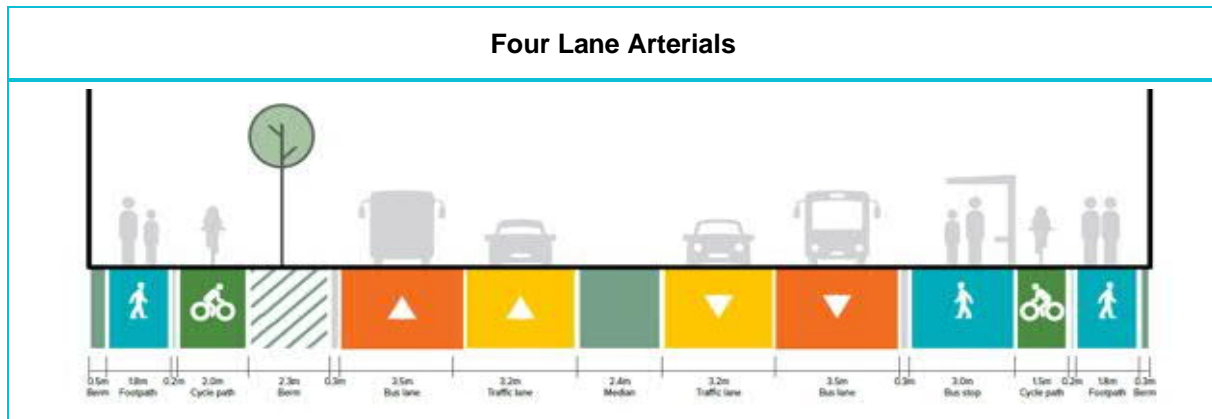 Four Lane Arterials
0.5m 1.8m 0.2m 2.0m 2.3m 0.3m 3.5m 3.2m 2.4m 3.2m 3.5m 0.3m 3.0m 1.5m 0.2m 1.8m 0.3m
Berm Footpath Cycle path Berm Bus lane Traffic lane Median Traffic lane Bus lane Bus stop Cycle path Footpath Berm